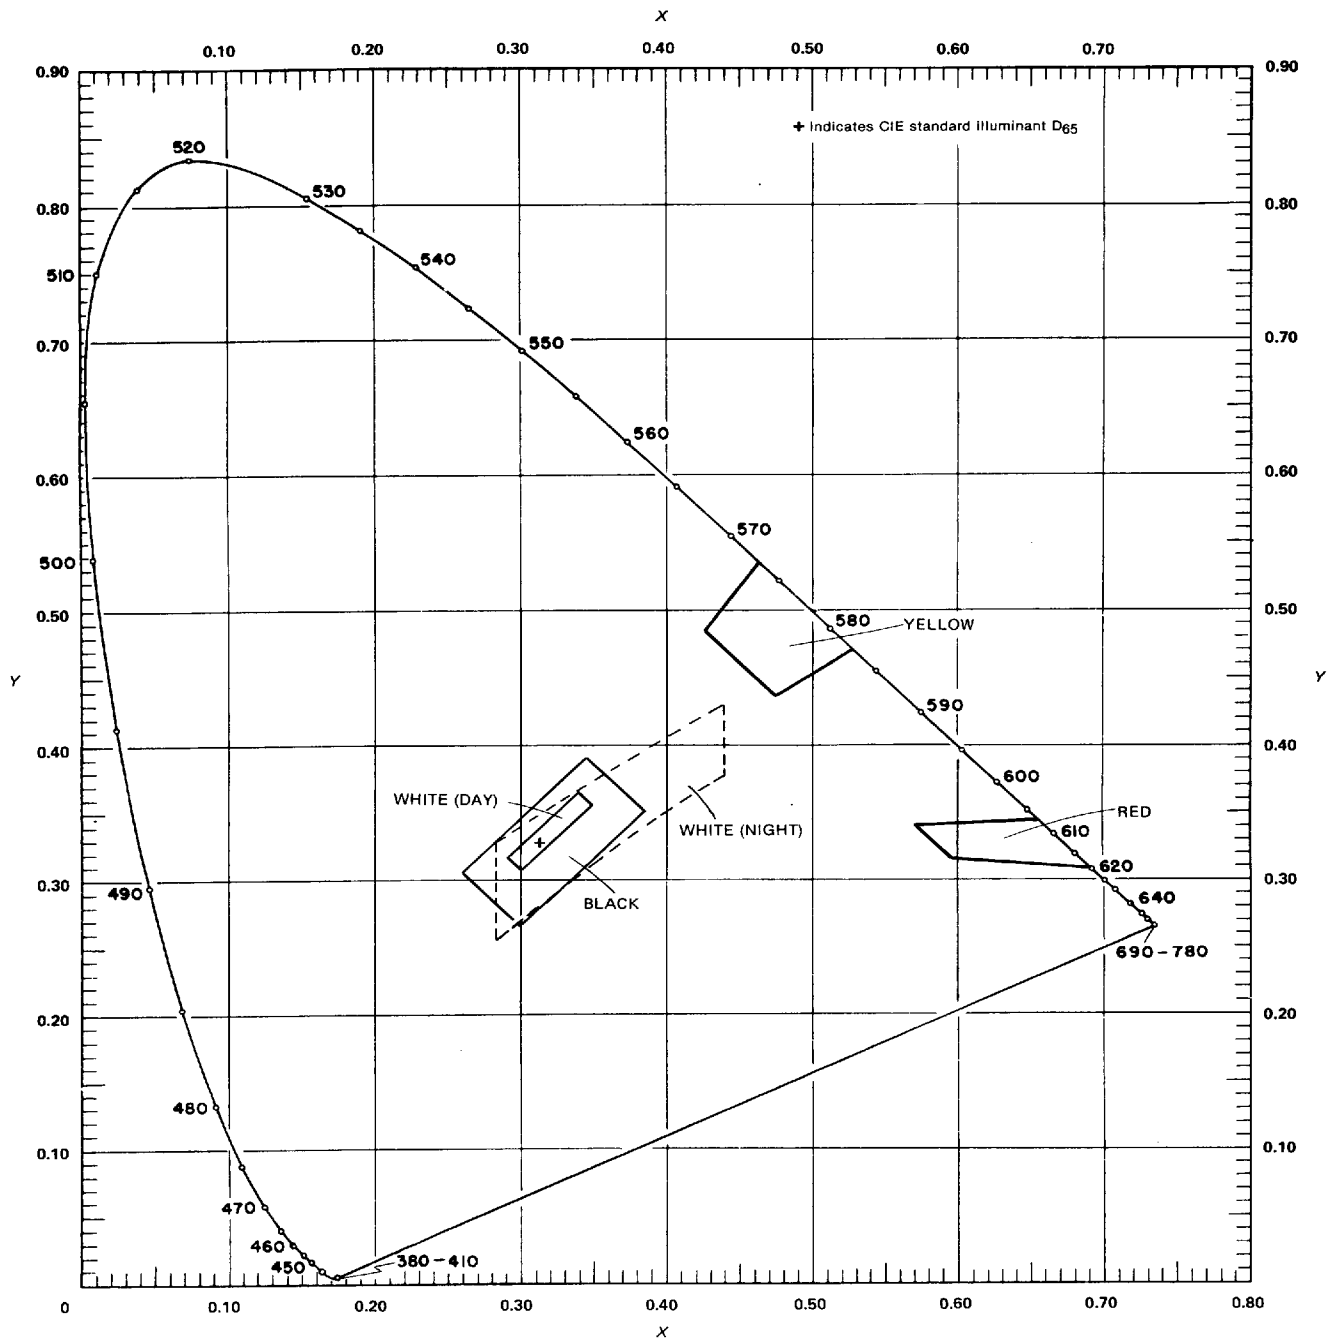 X
0.10 0.20 0.30 0.40 0.50 0.60 0.70
0.90 0.90
+ Indicates CIE standard Illuminant D65
520
530
0.80 0.80
540
510
550
0.70 0.70
560
0.60 0.60
570
500
0.50 0.50
580
YELLOW
Y Y
590
0.40 0.40
600
WHITE (DAY)
WHITE (NIGHT)
RED
610
620
0.30 0.30
490
BLACK
640
690-780
0.20 0.20
480
0.10 0.10
470
460
450
380-410
0 0.10 0.20 0.30 0.40 0.50 0.60 0.70 0.80
X